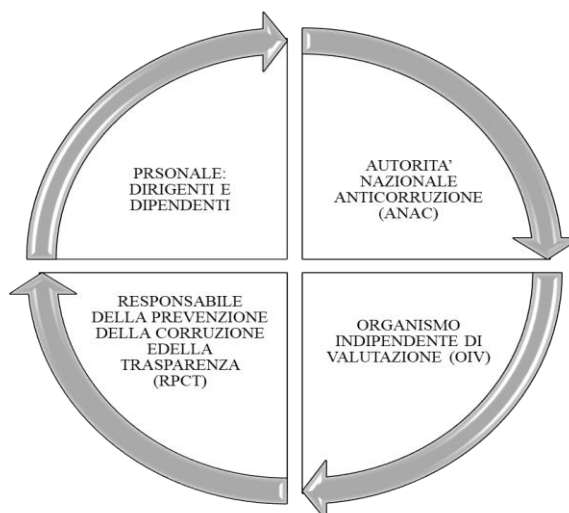 PRSONALE:
DIRIGENTI E
DIPENDENTI
AUTORITA’
NAZIONALE
ANTICORRUZIONE
(ANAC)
RESPONSABILE
DELLA PREVENZIONE
DELLA CORRUZIONE
EDELLA
TRASPARENZA
(RPCT)
ORGANISMO
INDIPENDENTE DI
VALUTAZIONE (OIV)